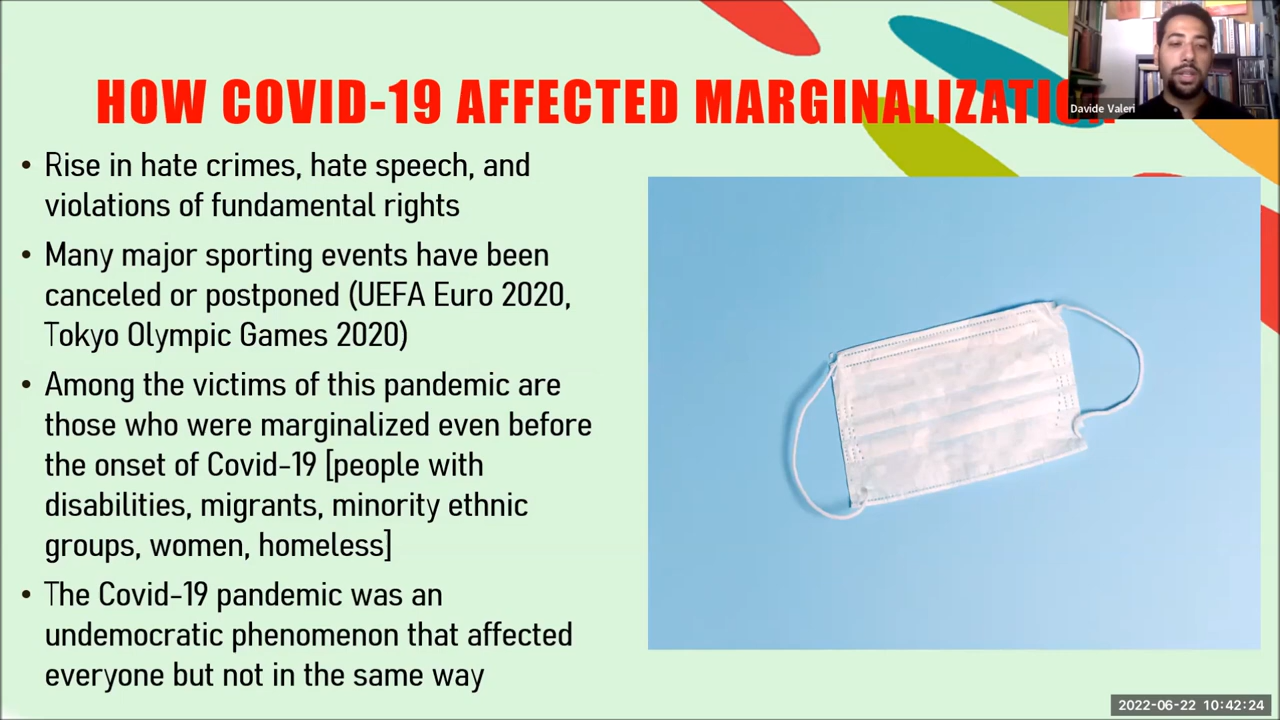 HOW COVID-19 AFFECTED MARGINALIZATION
Davide Valeri
• Rise in hate crimes, hate speech, and
violations of fundamental rights
• Many major sporting events have been
canceled or postponed (UEFA Euro 2020,
Tokyo Olympic Games 2020)
• Among the victims of this pandemic are
those who were marginalized even before
the onset of Covid-19 [people with
disabilities, migrants, minority ethnic
groups, women, homeless]
• The Covid-19 pandemic was an
undemocratic phenomenon that affected
everyone but not in the same way
2022-06-22 10:42:24